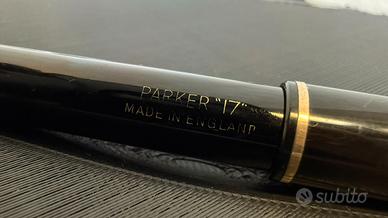 PARKER "17"
MADE IN ENGLAND
subito